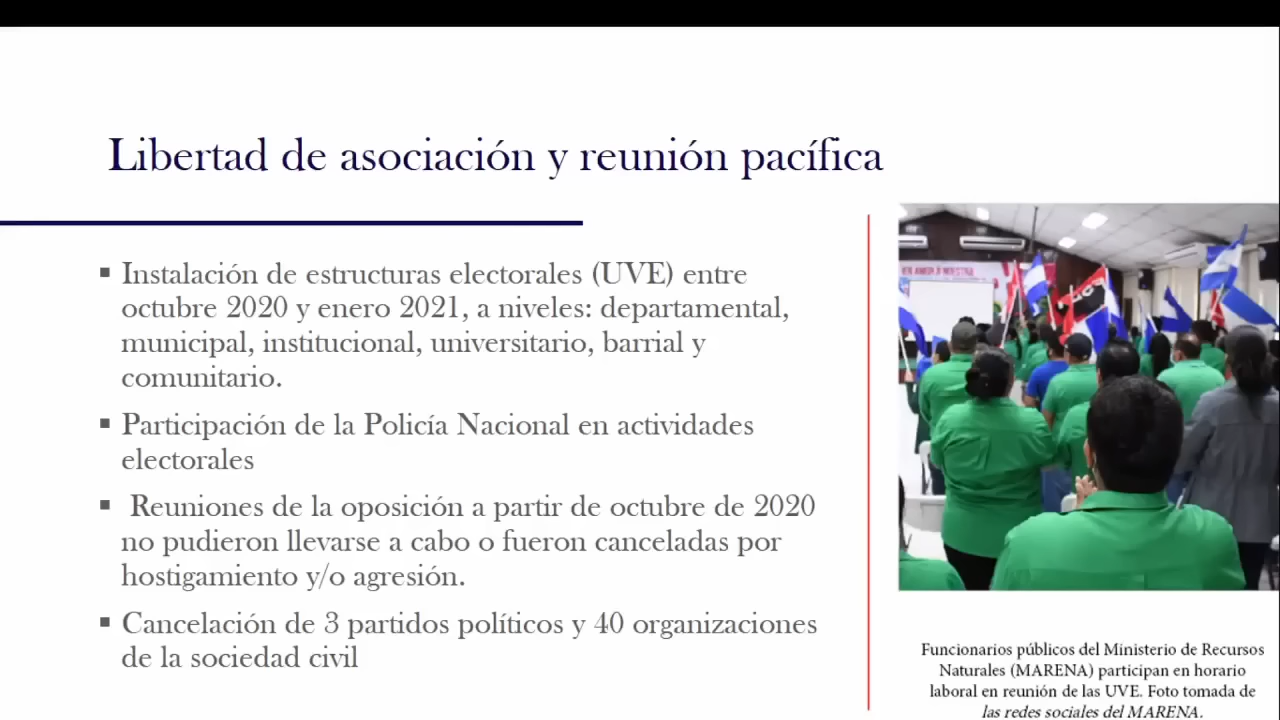 Libertad de asociación y reunión pacífica
▪ Instalación de estructuras electorales (UVE) entre
octubre 2020 y enero 2021, a niveles: departamental,
municipal, institucional, universitario, barrial y
comunitario.
▪ Participación de la Policía Nacional en actividades
electorales
▪ Reuniones de la oposición a partir de octubre de 2020
no pudieron llevarse a cabo o fueron canceladas por
hostigamiento y/o agresión.
▪ Cancelación de 3 partidos políticos y 40 organizaciones
de la sociedad civil
Funcionarios públicos del Ministerio de Recursos
Naturales (MARENA) participan en horario
laboral en reunión de las UVE. Foto tomada de
las redes sociales del MARENA.